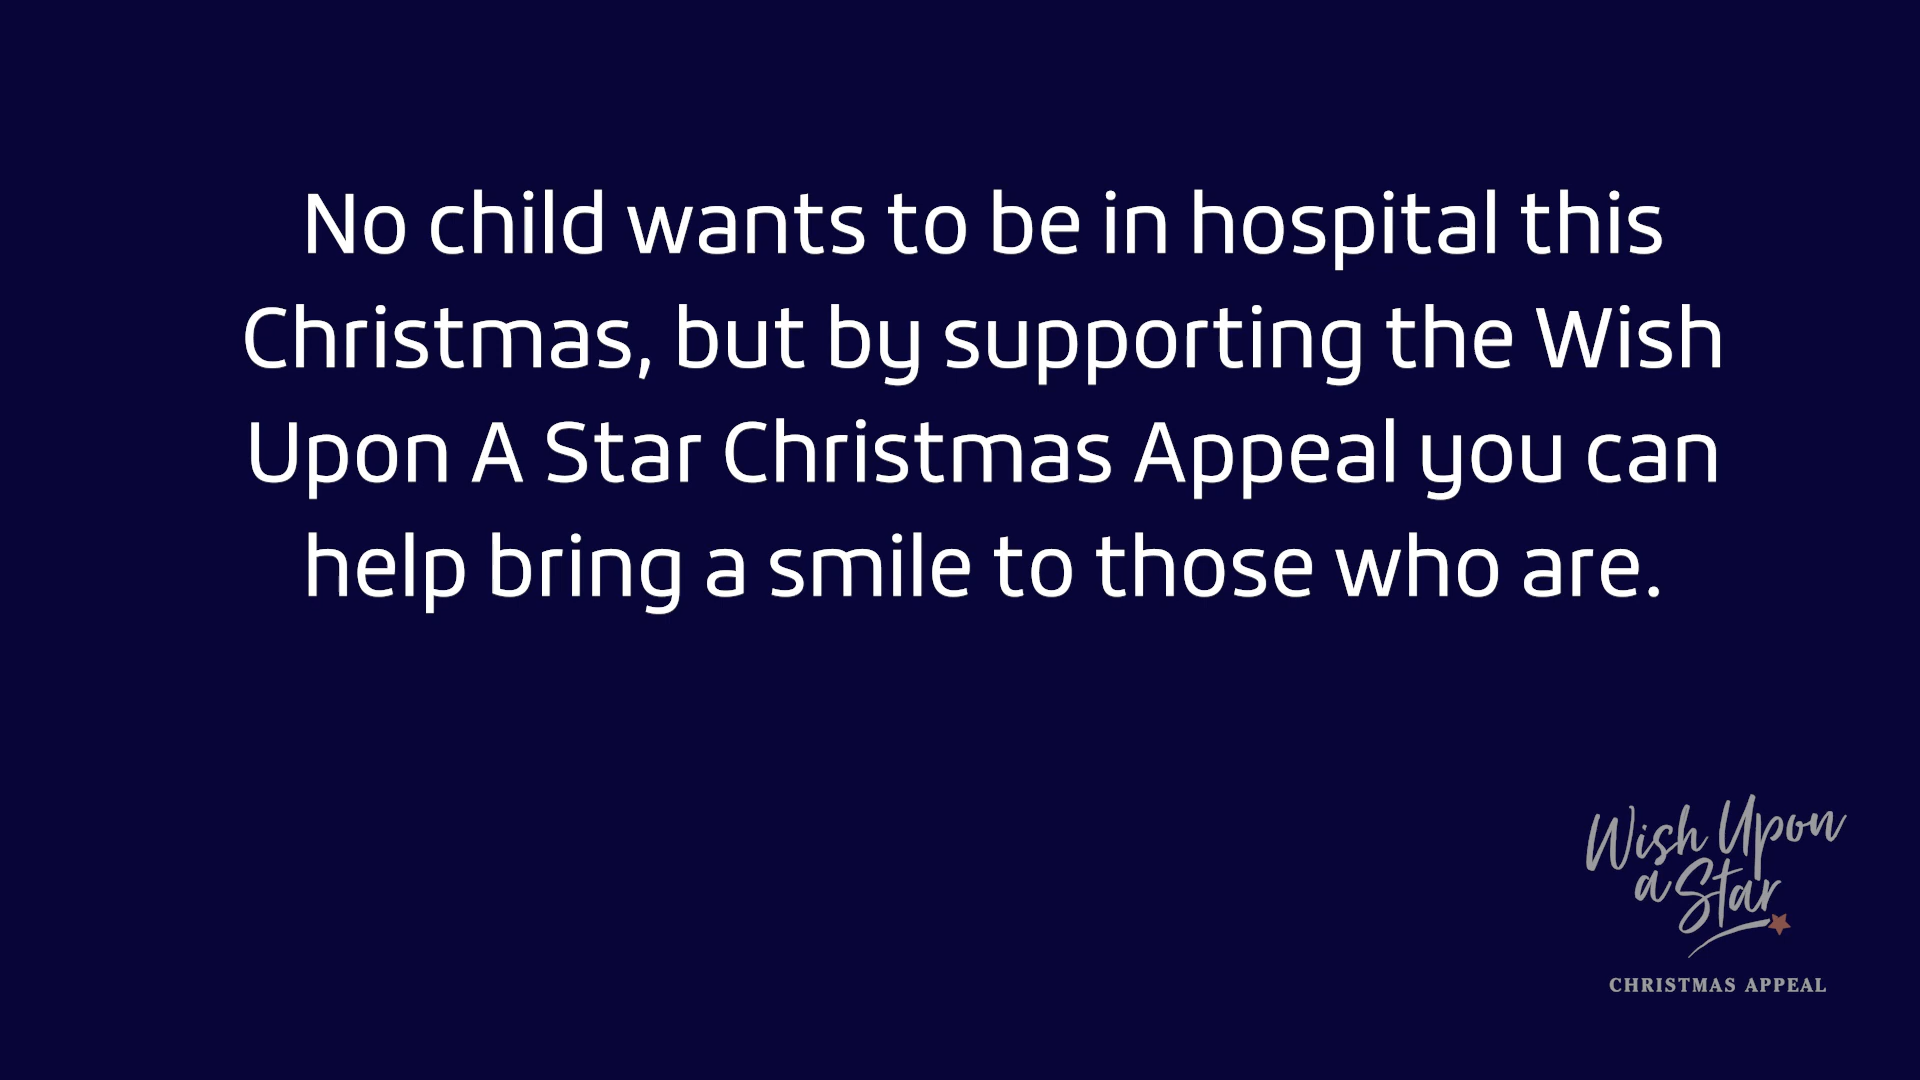 No child wants to be in hospital this
Christmas, but by supporting the Wish
Upon A Star Christmas Appeal you can
help bring a smile to those who are.
Wish Upon
a Star
CHRISTMAS APPEAL